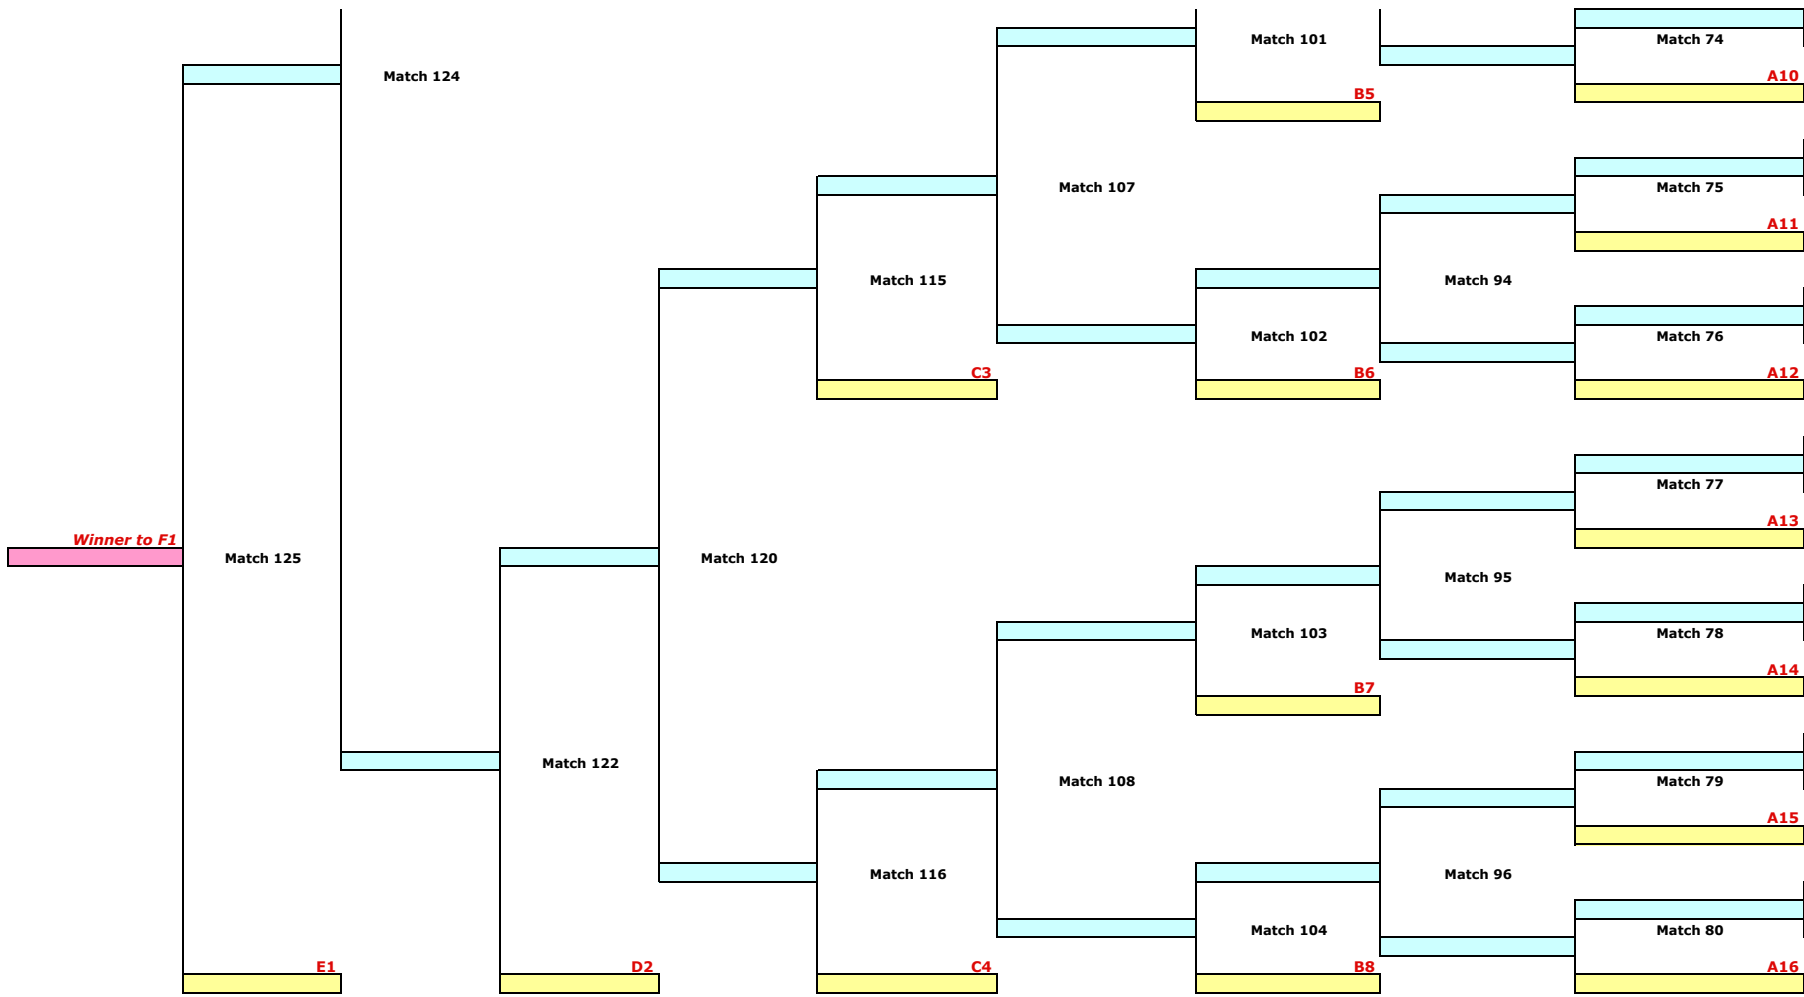 Match 101
Match 74
Match 124
A10
B5
Match 107
Match 75
A11
Match 115
Match 94
Match 102
Match 76
C3
B6
A12
Match 77
A13
Winner to F1
Match 125
Match 120
Match 95
Match 103
Match 78
A14
B7
Match 122
Match 108
Match 79
A15
Match 116
Match 96
Match 104
Match 80
E1
D2
C4
B8
A16